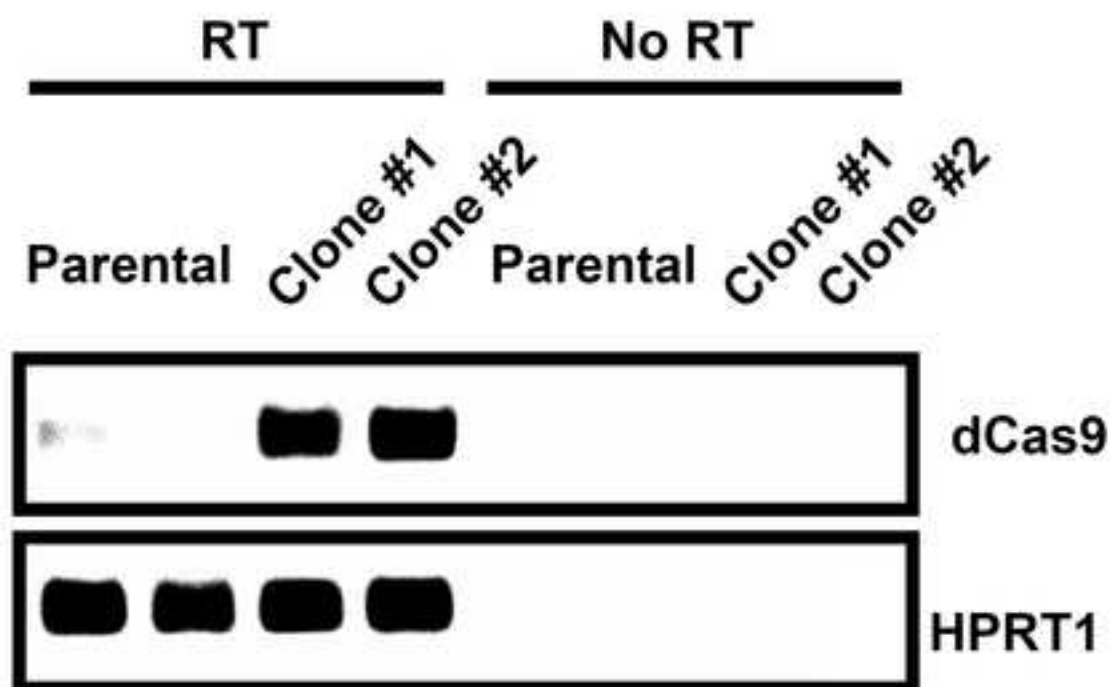 RT No RT
Parental Clone #1 Clone #2 Parental Clone #1 Clone #2
dCas9
HPRT1